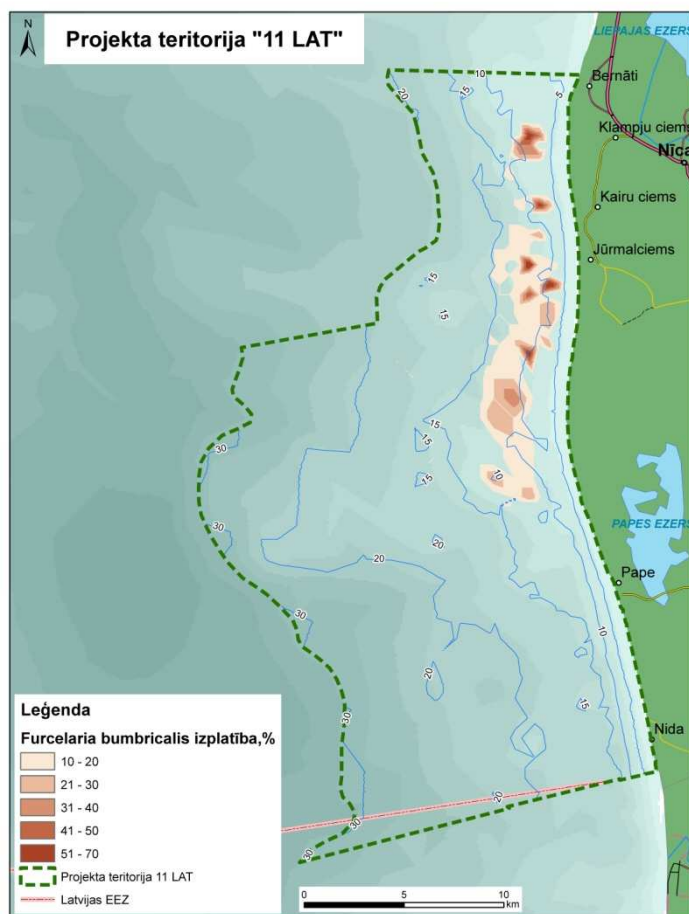 N
Projekta teritorija "11 LAT"
LIEPAJAS EZERS
Bernāti
Klampju ciems
Nīca
Kairu ciems
Jūrmalciems
PAPES EZERS
Pape
Nida
10
20
15
5
15
15
15
15
10
15
30
30
20
20
30
10
20
15
30
20
30
30
Leģenda
Furcelaria bumbricalis izplatība,%
10 - 20
21 - 30
31 - 40
41 - 50
51 - 70
Projekta teritorija 11 LAT
Latvijas EEZ
0 5 10
km